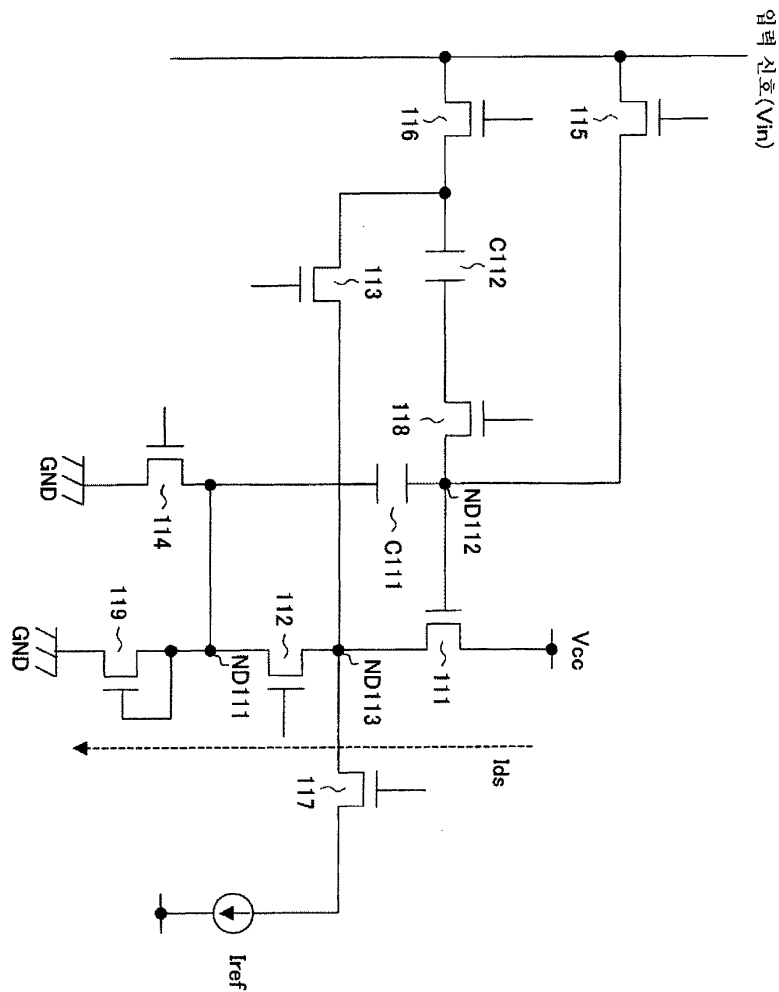 입력 신호(Vin)
115
116
C112
113
118
ND112
C111
114
GND
Vcc
111
ND113
112
ND111
119
GND
Ids
117
Iref